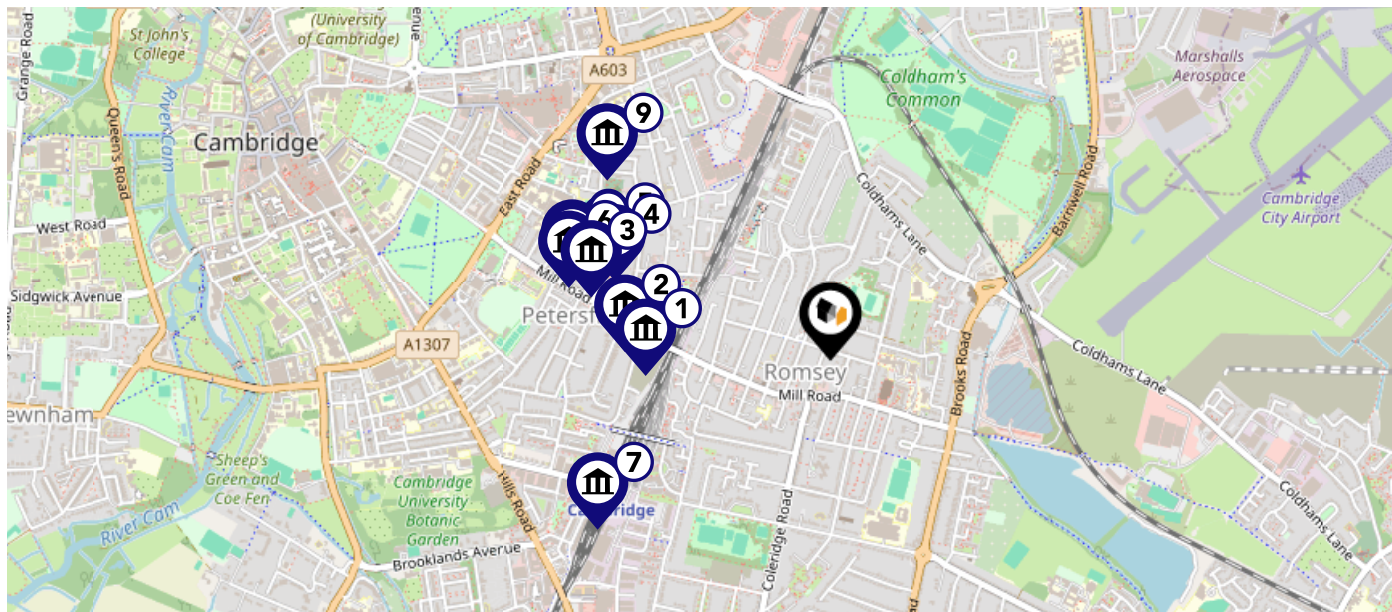 Grange Road
St John's
College
(University
of Cambridge)
enue
A603
Marshalls
Aerospace
Coldham's
Common
Queen's Road
River Cam
Cambridge
9
East Road
Coldhams Lane
Barnwell Road
Cambridge
City Airport
West Road
6
4
3
Mill Road
Sidgwick Avenue
2
1
Petersf
A1307
Romsey
Mill Road
Brooks Road
Coldhams Lane
ewnham
Sheep's
Green and
Coe Fen
River Cam
Cambridge
University
Botanic
Garden
Hills Road
7
Ca
ridge
Brooklands Avenue
Coleridge Road
Coldhams Lane